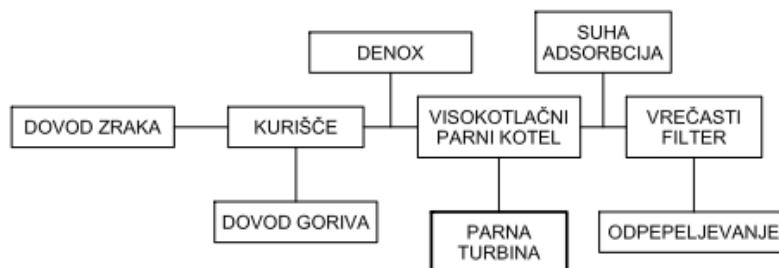 SUHA
ADSORBCIJA
DENOX
DOVOD ZRAKA
KURIŠČE
VISOKOTLAČNI
PARNI KOTEL
VREČASTI
FILTER
DOVOD GORIVA
PARNA
TURBINA
ODPEPELJEVANJE